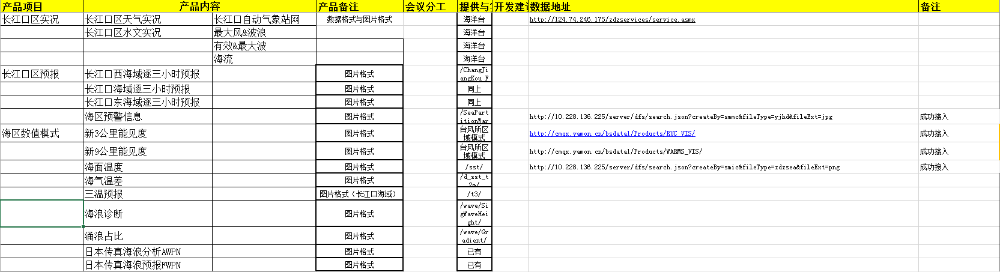 产品项目 产品内容 产品备注 会议分工 提供与 开发建 数据地址 备注
长江口区实况 长江口区天气实况 长江口自动气象站网 数据格式与图片格式 海洋台 http://124.74.246.175/zdzservices/service.asmx
长江口区水文实况 最大风&波浪 海洋台
有效&最大波 海洋台
海流 海洋台
长江口区预报 长江口西海域逐三小时预报 图片格式 /ChangJi
angKou_F
长江口海域逐三小时预报 图片格式 同上
长江口东海域逐三小时预报 图片格式 同上
海区预警信息 图片格式 /SeaPart
itionWar http://10.228.136.225/server/dfs/search.json?createBy=smmc&fileType=yjhd&fileExt=jpg 成功接入
海区数值模式 新3公里能见度 图片格式 台风所区
域模式 http://cmqx.yamon.cn/bsdata1/Products/RUC_VIS/ 成功接入
新9公里能见度 图片格式 台风所区
域模式 http://cmqx.yamon.cn/bsdata1/Products/WARMS_VIS/ 成功接入
海面温度 图片格式 /sst/ http://10.228.136.225/server/dfs/search.json?createBy=smic&fileType=zdzsea&fileExt=png 成功接入
海气温差 图片格式 /d_sst_t
2m/
三温预报 图片格式（长江口海域） /t3/
海浪诊断 图片格式 /wave/Si
gWaveHei
ght/
涌浪占比 图片格式 /wave/Gr
adient/
日本传真海浪分析AWPN 图片格式 已有
日本传真海浪预报FWPN 图片格式 已有